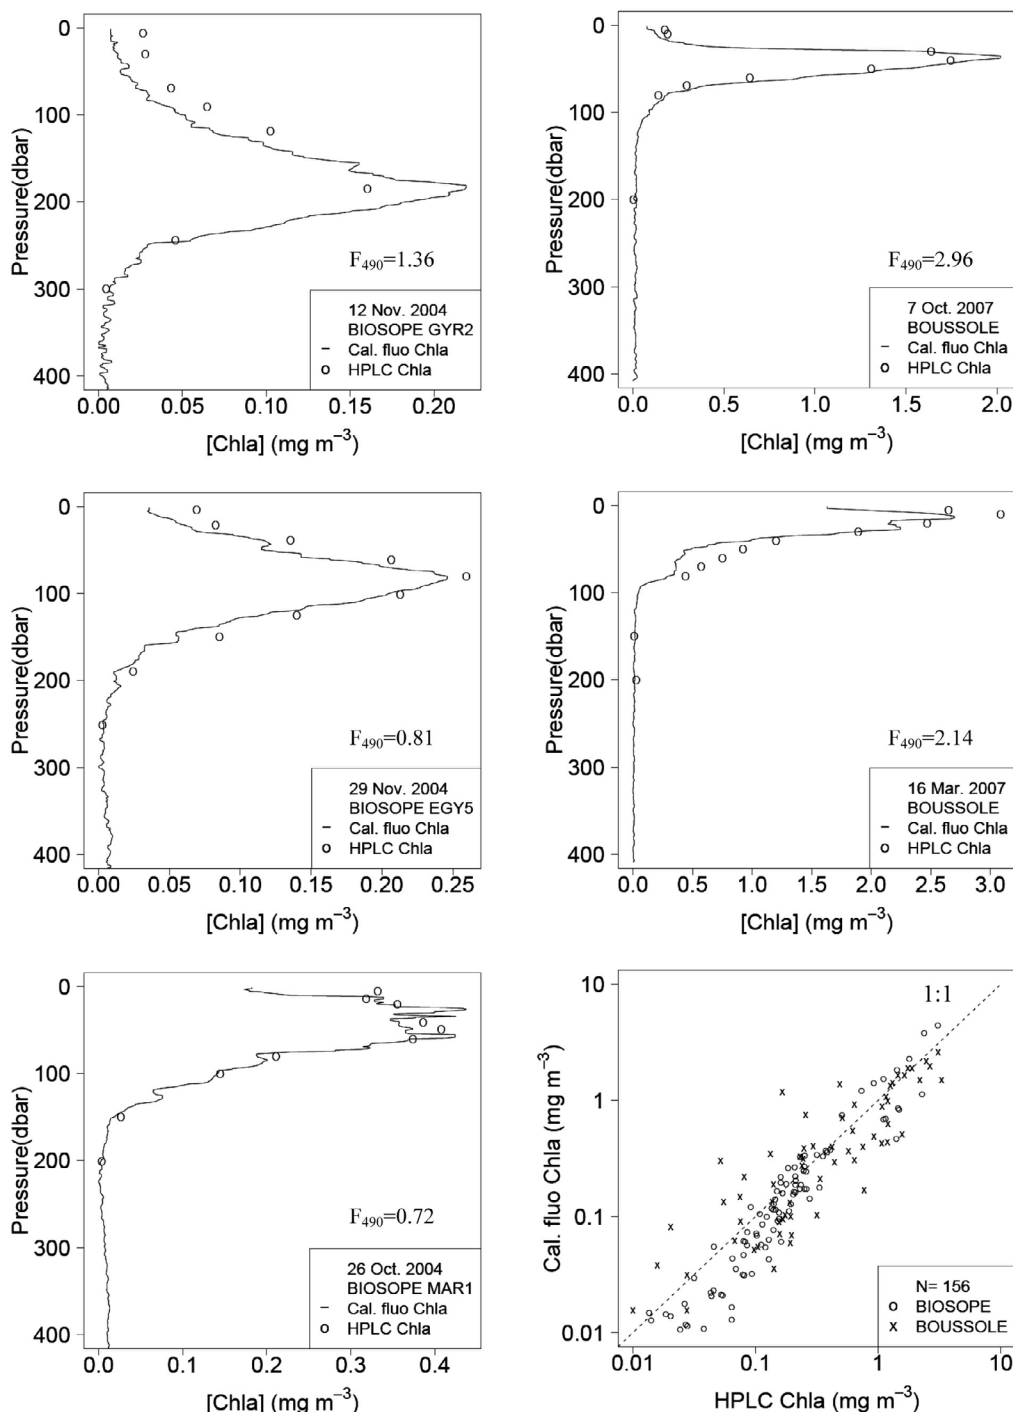 0
100
200
300
400
Pressure(dbar)
F490=1.36
12 Nov. 2004
BIOSOPE GYR2
– Cal. fluo Chla
o HPLC Chla
0.00 0.05 0.10 0.15 0.20
[Chla] (mg m–3)
0
100
200
300
400
Pressure(dbar)
F490=2.96
7 Oct. 2007
BOUSSOLE
– Cal. fluo Chla
o HPLC Chla
0.0 0.5 1.0 1.5 2.0
[Chla] (mg m–3)
0
100
200
300
400
Pressure(dbar)
F490=0.81
29 Nov. 2004
BIOSOPE EGY5
– Cal. fluo Chla
o HPLC Chla
0.00 0.05 0.10 0.15 0.20 0.25
[Chla] (mg m–3)
0
100
200
300
400
Pressure(dbar)
F490=2.14
16 Mar. 2007
BOUSSOLE
– Cal. fluo Chla
o HPLC Chla
0.0 0.5 1.0 1.5 2.0 2.5 3.0
[Chla] (mg m–3)
0
100
200
300
400
Pressure(dbar)
F490=0.72
26 Oct. 2004
BIOSOPE MAR1
– Cal. fluo Chla
o HPLC Chla
0.0 0.1 0.2 0.3 0.4
[Chla] (mg m–3)
10
1
0.1
0.01
Cal. fluo Chla (mg m–3)
1:1
N= 156
o BIOSOPE
x BOUSSOLE
0.01 0.1 1 10
HPLC Chla (mg m–3)